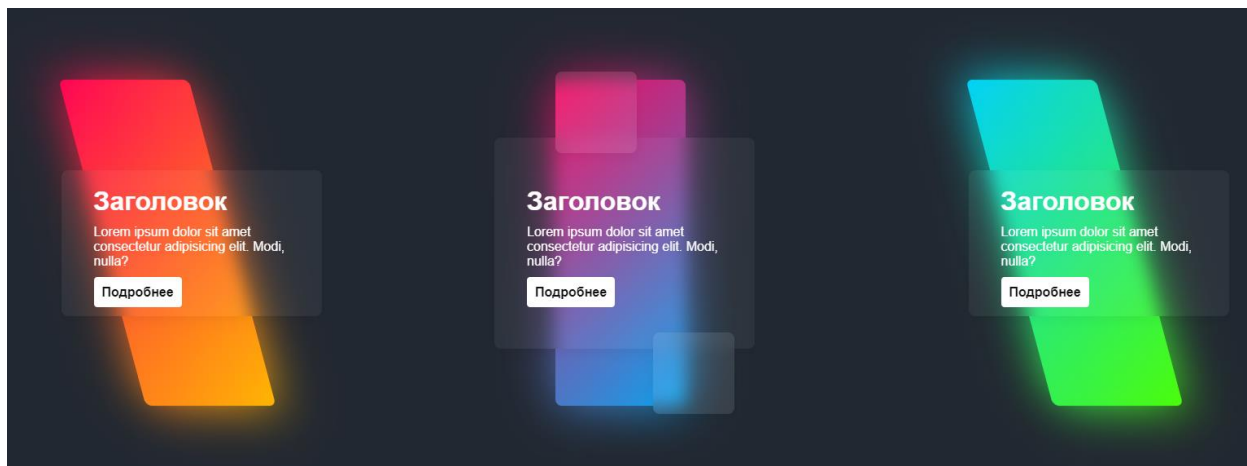 Заголовок
Lorem ipsum dolor sit amet
consectetur adipisicing elit. Modi,
nulla?
Подробнее
Заголовок
Lorem ipsum dolor sit amet
consectetur adipisicing elit. Modi,
nulla?
Подробнее
Заголовок
Lorem ipsum dolor sit amet
consectetur adipisicing elit. Modi,
nulla?
Подробнее